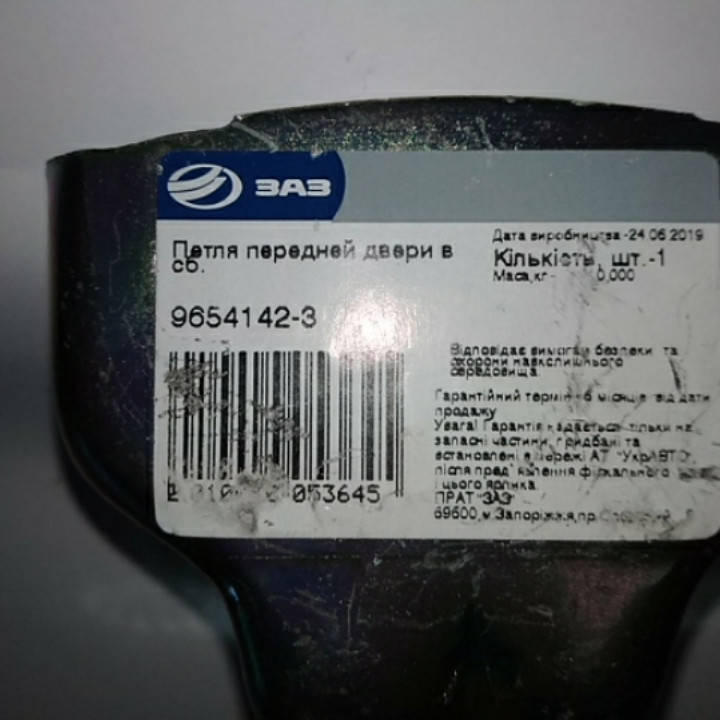 ЗАЗ
Петля передней двери в
сб.
9654142-3
Дата виробництва -24.06.2019
Кількість, шт.-1
Маса,кг - 0,000
Відповідає вимогам безпеки та
охорони навколишнього
середовища
Гарантійний термін -6 місяців від дати
продажу
Увага! Гарантія надається тільки на
запасні частини, придбані та
встановлені в мережі АТ "УкрАВТО"
після пред'явлення фіскального
і цього ярлика.
ПРАТ "ЗАЗ"
69600,м.Запоріжжя,пр.
053645